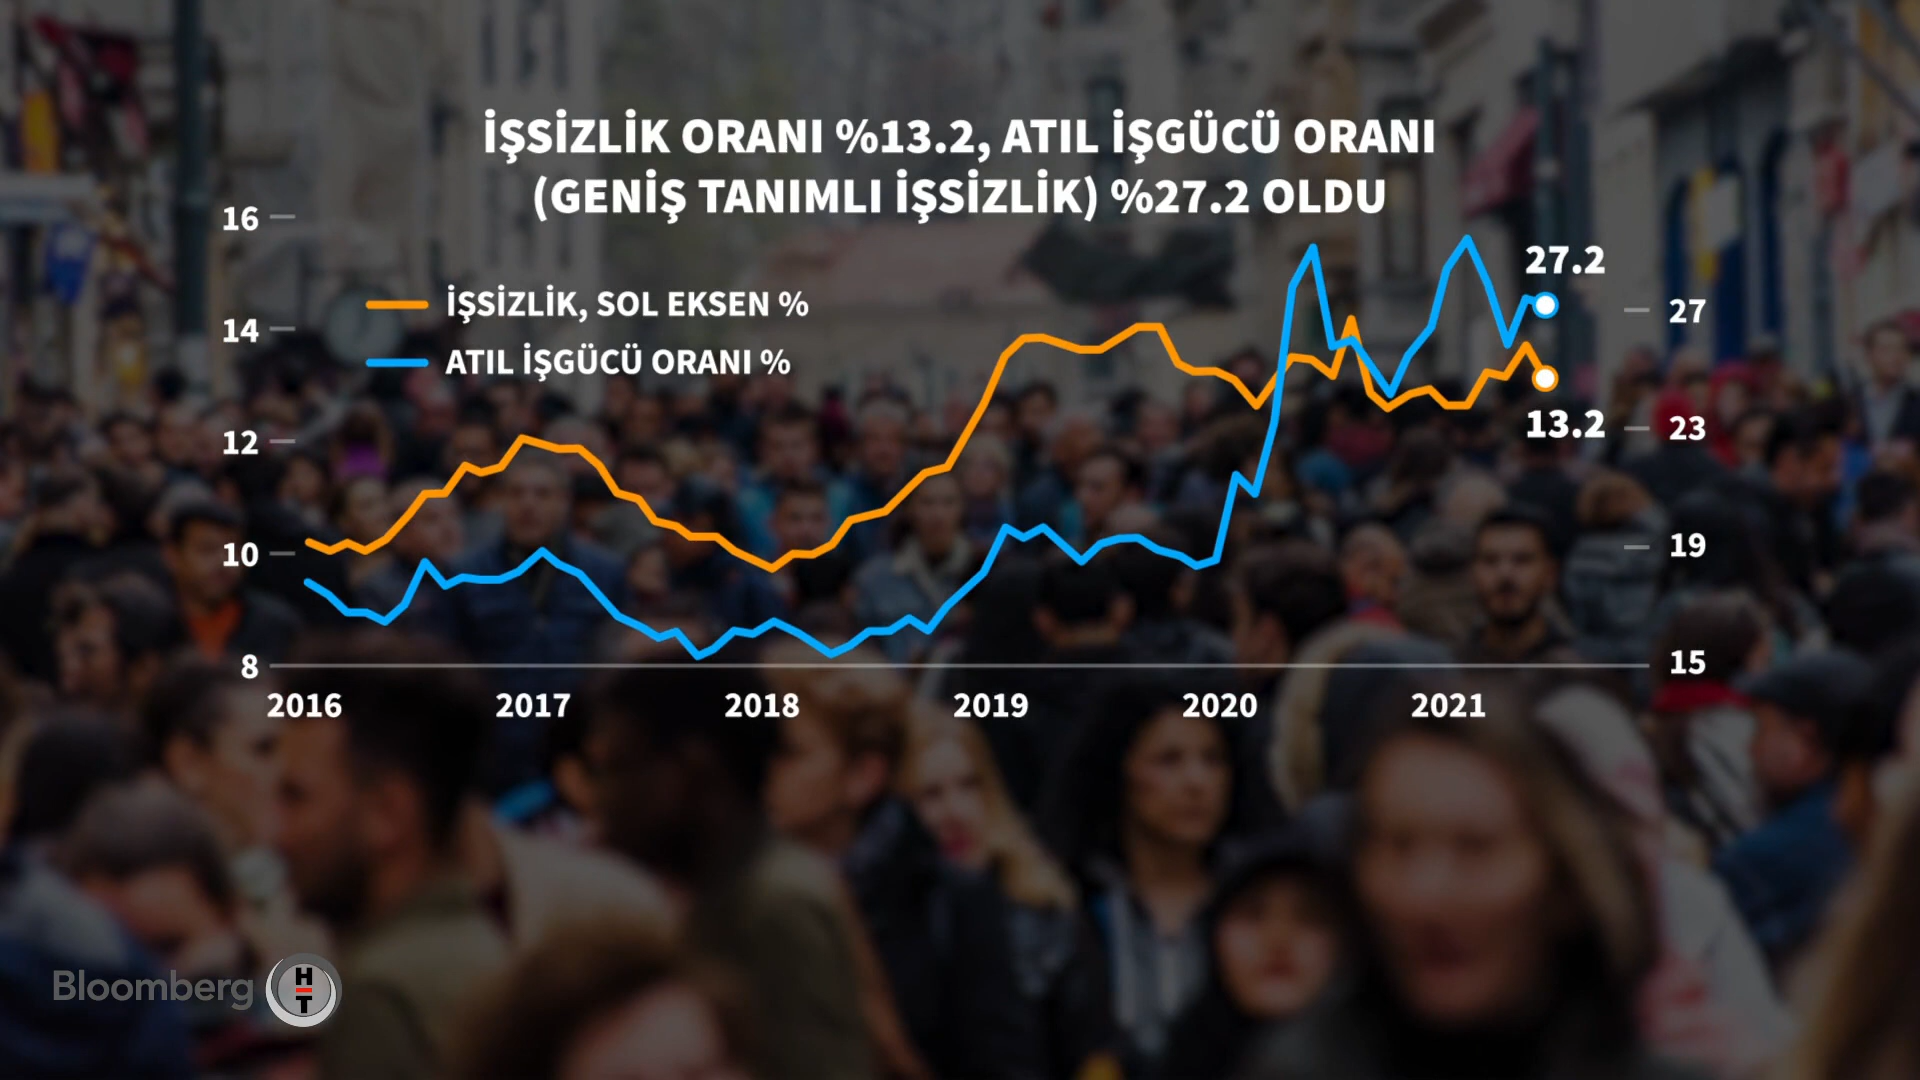 İŞSİZLİK ORANI %13.2, ATIL İŞGÜCÜ ORANI
(GENİŞ TANIMLI İŞSİZLİK) %27.2 OLDU
16
14
12
10
8
İŞSİZLİK, SOL EKSEN %
ATIL İŞGÜCÜ ORANI %
27.2
13.2
27
23
19
15
2016 2017 2018 2019 2020 2021
Bloomberg HT